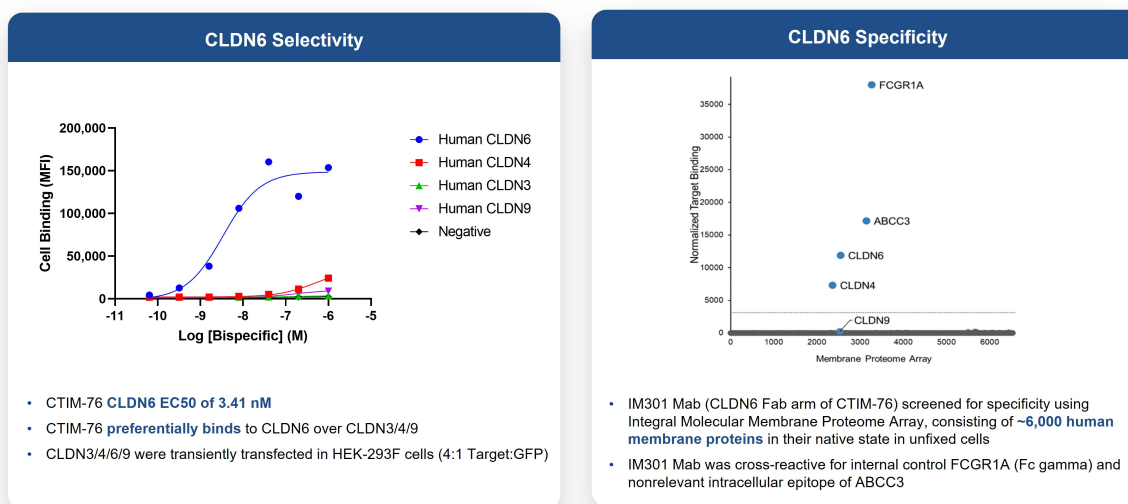 CLDN6 Selectivity
200,000
150,000
100,000
50,000
0
Cell Binding (MFI)
-11
-10
-9
-8
-7
-6
-5
Log [Bispecific] (M)
Human CLDN6
Human CLDN4
Human CLDN3
Human CLDN9
Negative
• CTIM-76 CLDN6 EC50 of 3.41 nM
• CTIM-76 preferentially binds to CLDN6 over CLDN3/4/9
• CLDN3/4/6/9 were transiently transfected in HEK-293F cells (4:1 Target:GFP)
CLDN6 Specificity
35000
30000
25000
20000
15000
10000
5000
0
Normalized Target Binding
FCGR1A
ABCC3
CLDN6
CLDN4
CLDN9
0
1000
2000
3000
4000
5000
6000
Membrane Proteome Array
• IM301 Mab (CLDN6 Fab arm of CTIM-76) screened for specificity using
Integral Molecular Membrane Proteome Array, consisting of ~6,000 human
membrane proteins in their native state in unfixed cells
• IM301 Mab was cross-reactive for internal control FCGR1A (Fc gamma) and
nonrelevant intracellular epitope of ABCC3